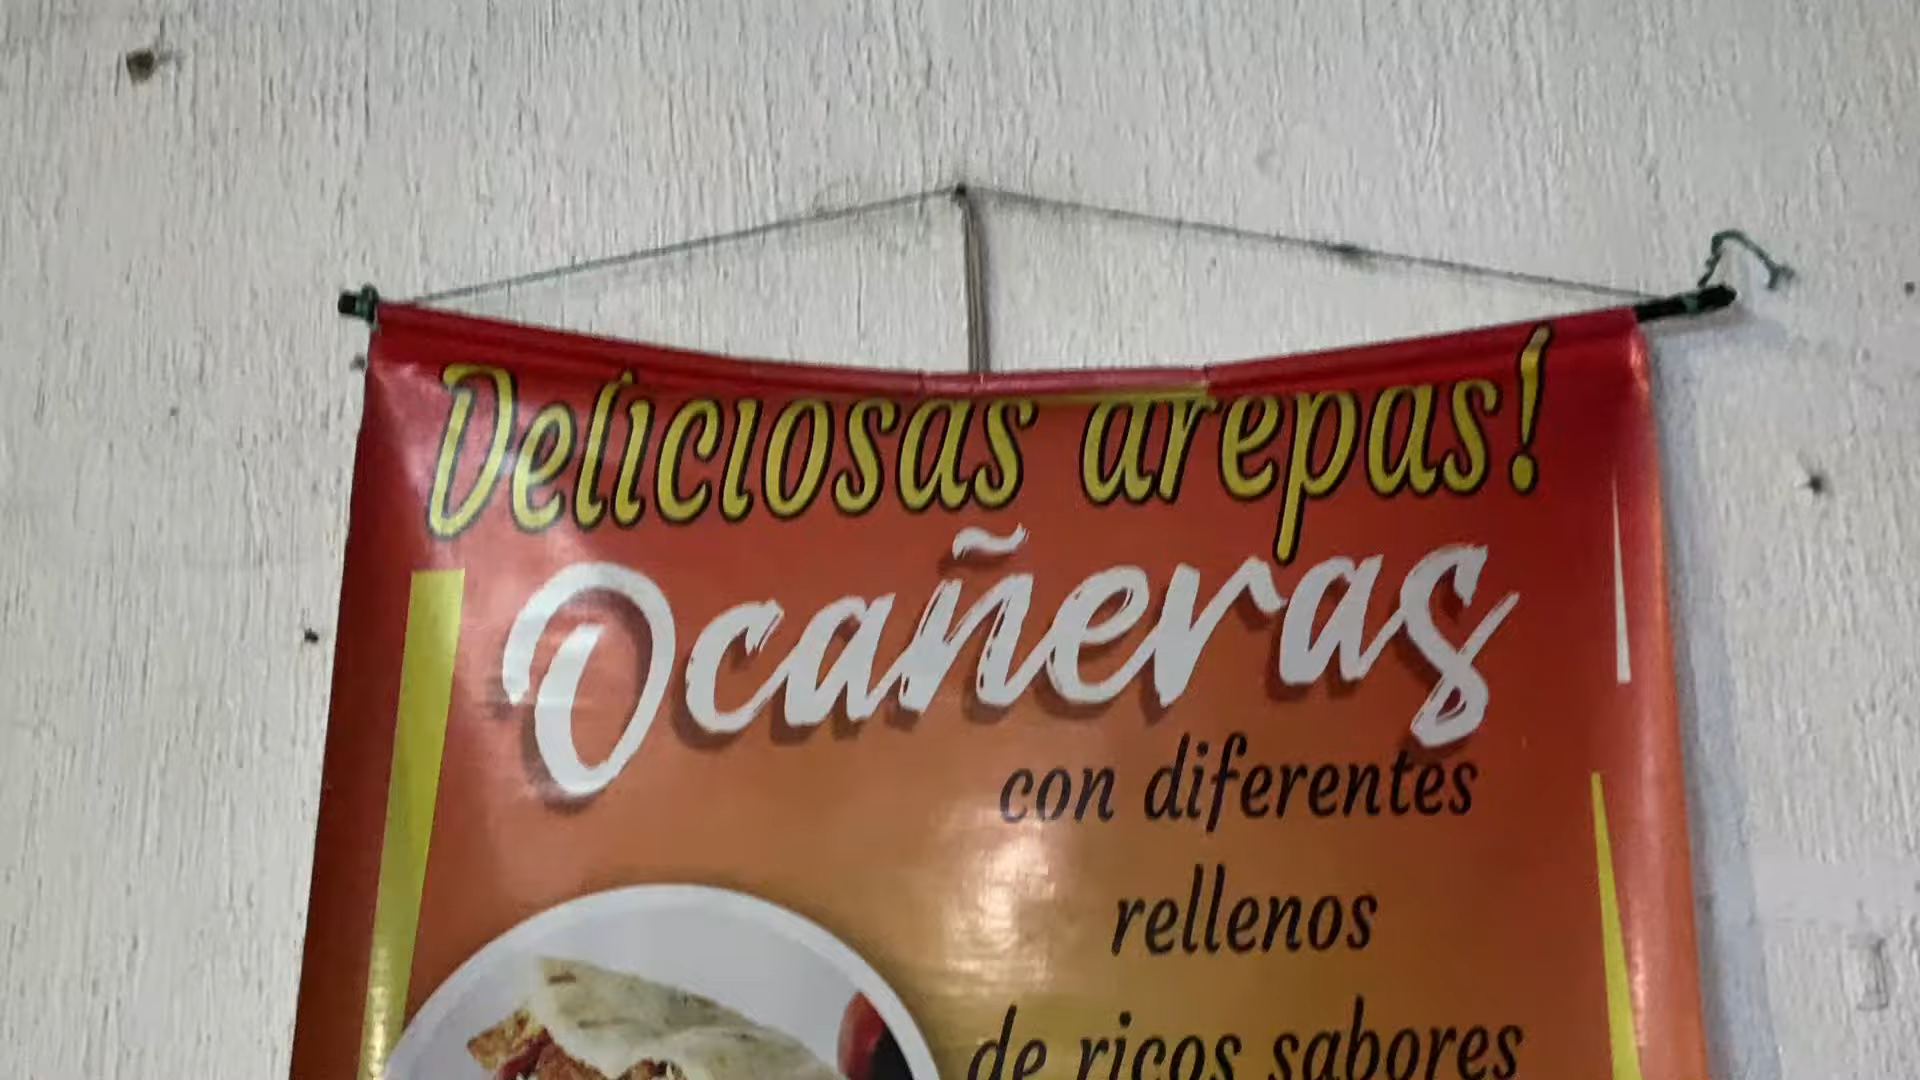 Deliciosas arepas!
Ocañeras
con diferentes
rellenos
de ricos sabores